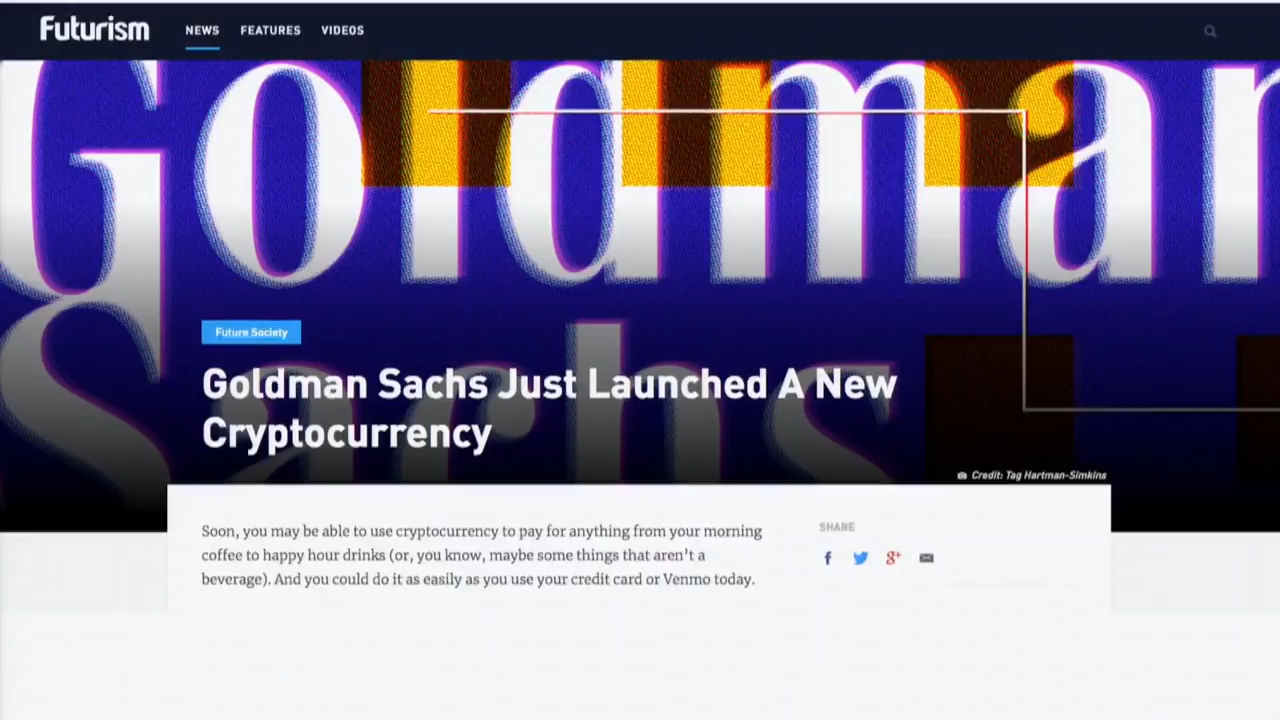 Futurism
NEWS FEATURES VIDEOS
Goldman
Sachs
Future Society
Goldman Sachs Just Launched A New
Cryptocurrency
Credit: Tag Hartman-Simkins
Soon, you may be able to use cryptocurrency to pay for anything from your morning
coffee to happy hour drinks (or, you know, maybe some things that aren't a
beverage). And you could do it as easily as you use your credit card or Venmo today.
SHARE